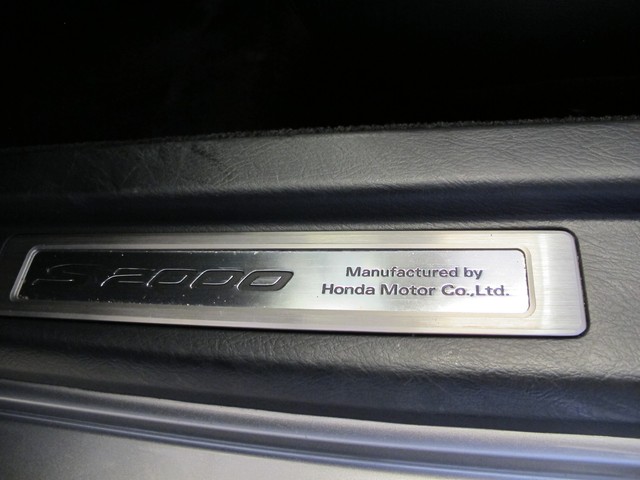 S2000
Manufactured by
Honda Motor Co.,Ltd.